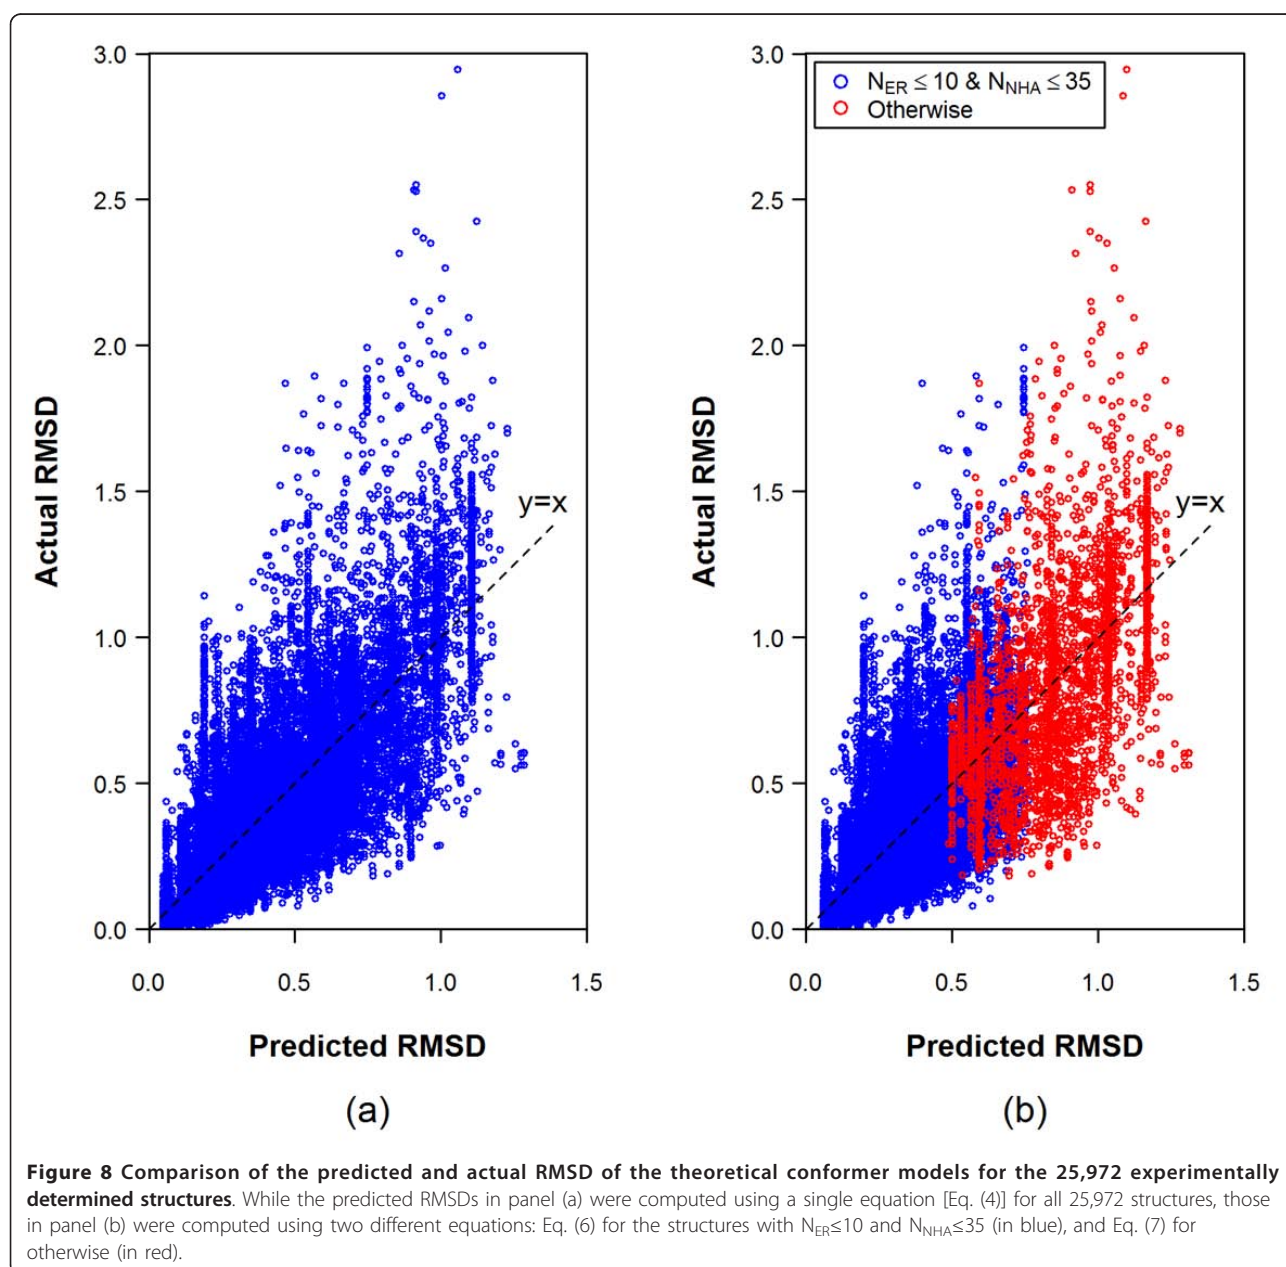 3.0
2.5
2.0
1.5
1.0
0.5
0.0
Actual RMSD
y=x
0.0 0.5 1.0 1.5
Predicted RMSD
(a)
3.0
2.5
2.0
1.5
1.0
0.5
0.0
Actual RMSD
N_ER ≤ 10 & N_NHA ≤ 35
Otherwise
y=x
0.0 0.5 1.0 1.5
Predicted RMSD
(b)
Figure 8 Comparison of the predicted and actual RMSD of the theoretical conformer models for the 25,972 experimentally
determined structures. While the predicted RMSDs in panel (a) were computed using a single equation [Eq. (4)] for all 25,972 structures, those
in panel (b) were computed using two different equations: Eq. (6) for the structures with N_ER≤10 and N_NHA≤35 (in blue), and Eq. (7) for
otherwise (in red).